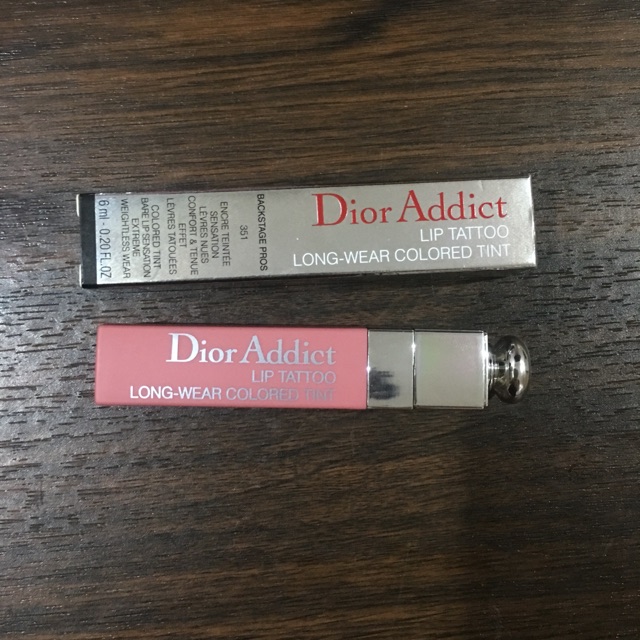 Dior Addict
LIP TATTOO
LONG-WEAR COLORED TINT
BACKSTAGE PROS
351
ENCRE TEINTÉE
SENSATION
LÈVRES NUES
CONFORT & TENUE
EFFET
LÈVRES TATOUÉES
COLORED TINT
BARE LIP SENSATION
EXTREME
WEIGHTLESS WEAR
6 ml - 0.20 FL.OZ.
Dior Addict
LIP TATTOO
LONG-WEAR COLORED TINT